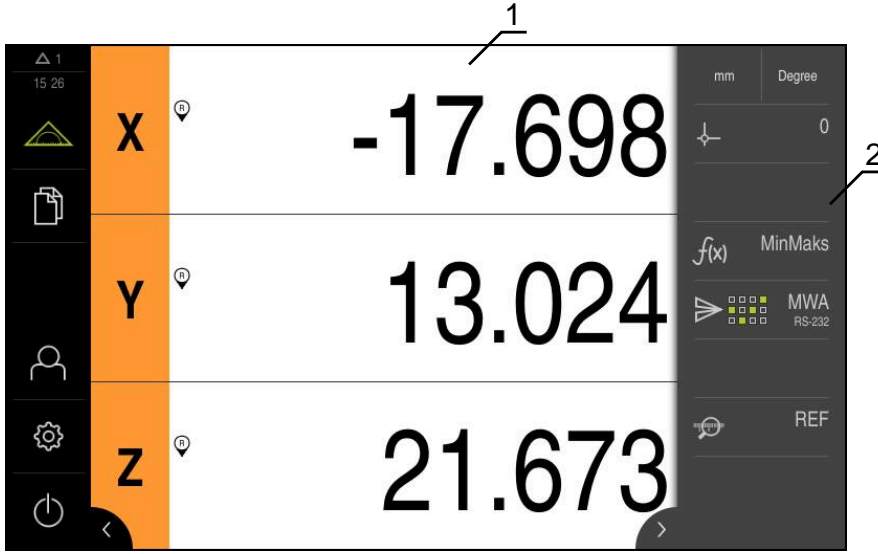 1
1
15 26
X
R
-17.698
mm
Degree
0
2
Y
R
13.024
f(x)
MinMaks
MWA
RS-232
Z
R
21.673
REF